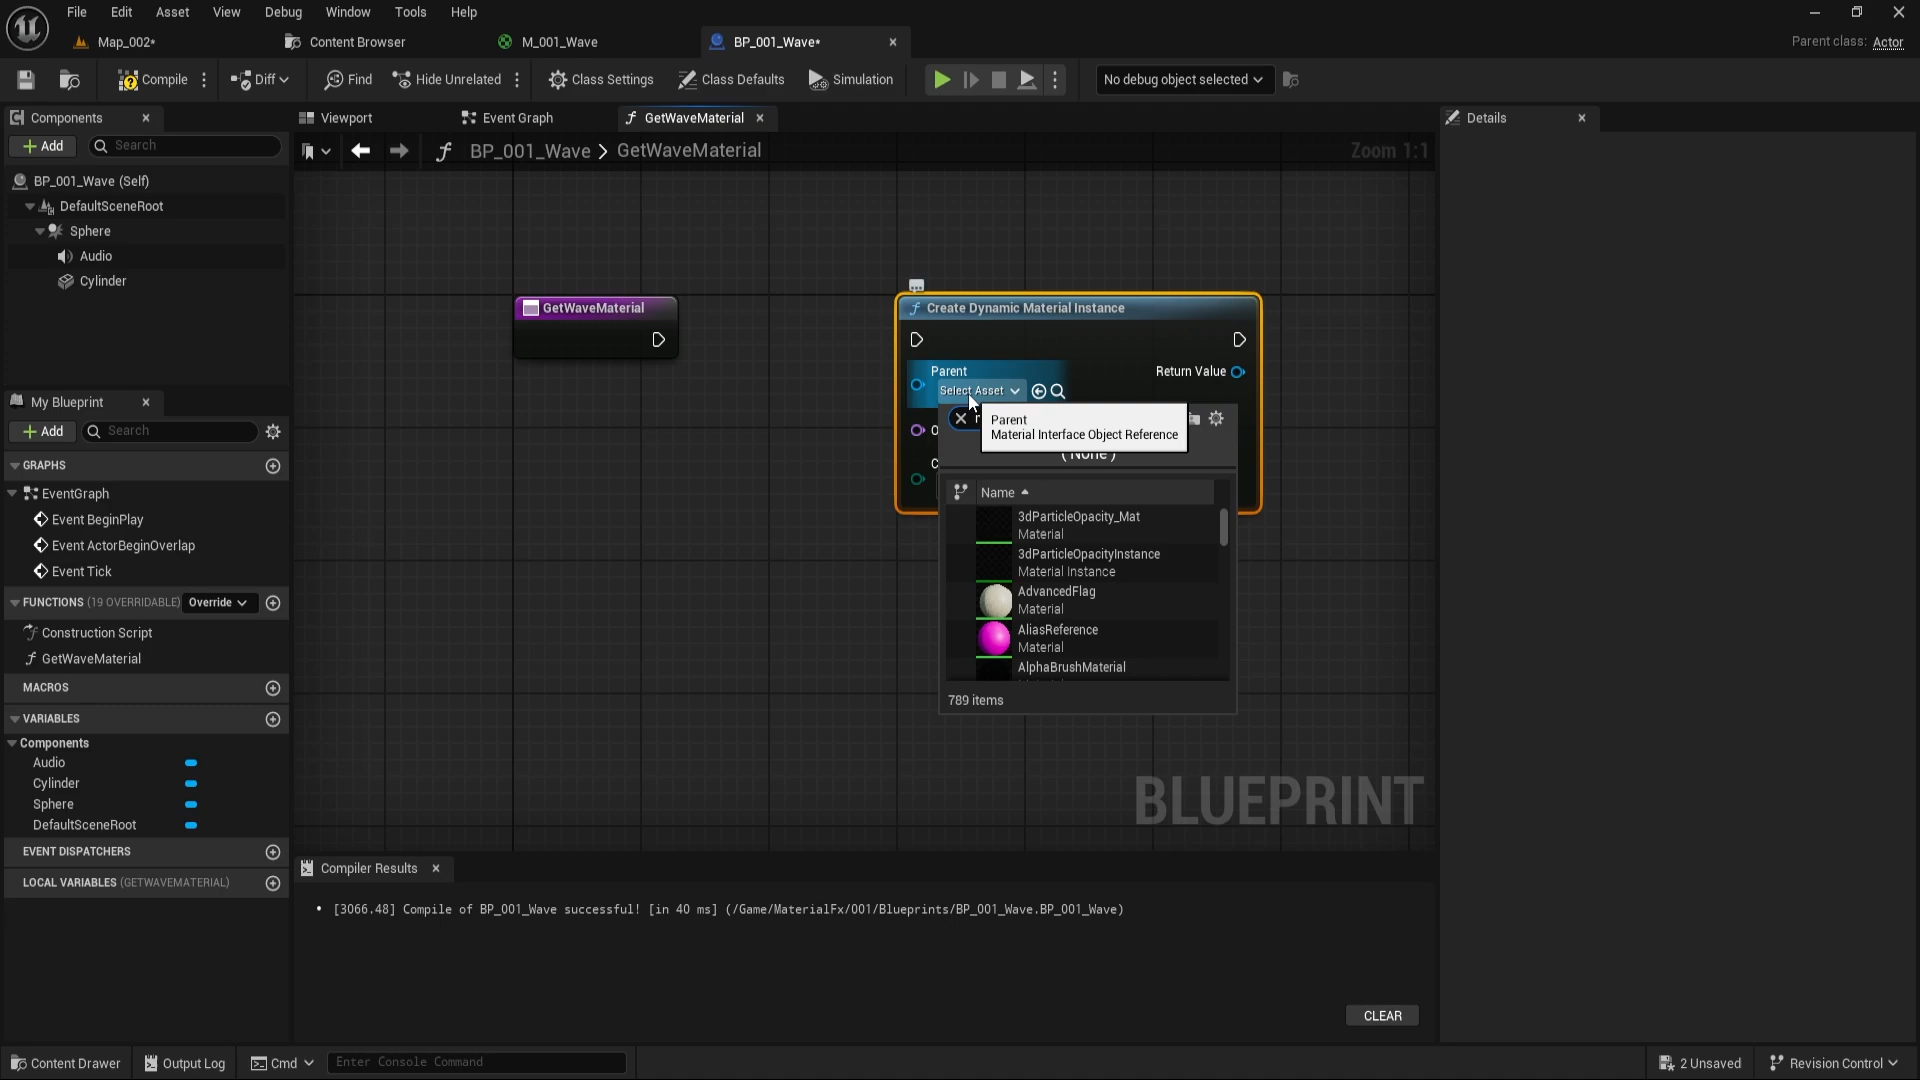 File Edit Asset View Debug Window Tools Help
Map_002* Content Browser M_001_Wave BP_001_Wave* Parent class: Actor
Compile Diff Find Hide Unrelated Class Settings Class Defaults Simulation No debug object selected
Components
Add Search
BP_001_Wave (Self)
DefaultSceneRoot
Sphere
Audio
Cylinder
My Blueprint
Add Search
GRAPHS
EventGraph
Event BeginPlay
Event ActorBeginOverlap
Event Tick
FUNCTIONS (19 OVERRIDABLE) Override
Construction Script
GetWaveMaterial
MACROS
VARIABLES
Components
Audio
Cylinder
Sphere
DefaultSceneRoot
EVENT DISPATCHERS
LOCAL VARIABLES (GETWAVEMATERIAL)
Viewport Event Graph GetWaveMaterial
BP_001_Wave > GetWaveMaterial Zoom 1:1
GetWaveMaterial
Create Dynamic Material Instance
Parent Return Value
Select Asset
Parent
Material Interface Object Reference
( None )
Name
3dParticleOpacity_Mat
Material
3dParticleOpacityInstance
Material Instance
AdvancedFlag
Material
AliasReference
Material
AlphaBrushMaterial
789 items
BLUEPRINT
Compiler Results
• [3066.48] Compile of BP_001_Wave successful! [in 40 ms] (/Game/MaterialFx/001/Blueprints/BP_001_Wave.BP_001_Wave)
CLEAR
Details
Content Drawer Output Log Cmd Enter Console Command 2 Unsaved Revision Control